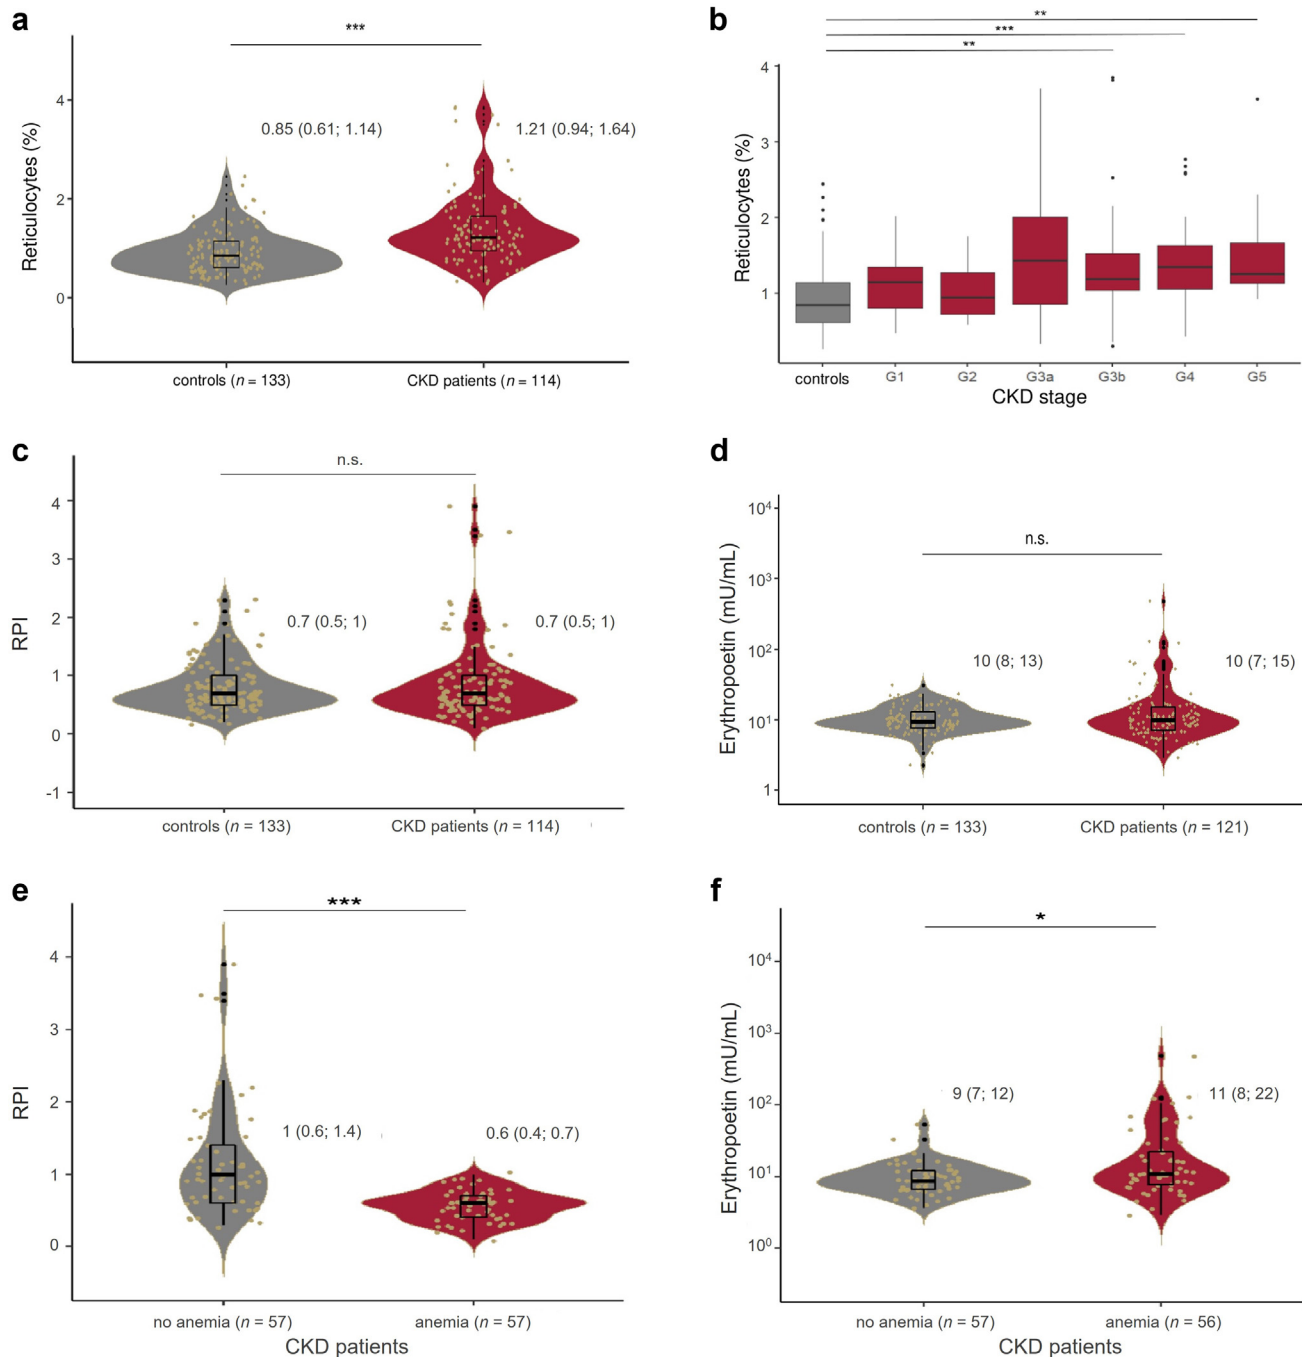 a
***
Reticulocytes (%)
4
2
0
0.85 (0.61; 1.14)
1.21 (0.94; 1.64)
controls (n = 133)
CKD patients (n = 114)
b
**
***
**
Reticulocytes (%)
4
3
2
1
controls
G1
G2
G3a
G3b
G4
G5
CKD stage
c
n.s.
RPI
4
3
2
1
0
-1
0.7 (0.5; 1)
0.7 (0.5; 1)
controls (n = 133)
CKD patients (n = 114)
d
n.s.
Erythropoetin (mU/mL)
10⁴
10³
10²
10¹
1
10 (8; 13)
10 (7; 15)
controls (n = 133)
CKD patients (n = 121)
e
***
RPI
4
3
2
1
0
1 (0.6; 1.4)
0.6 (0.4; 0.7)
no anemia (n = 57)
anemia (n = 57)
CKD patients
f
*
Erythropoetin (mU/mL)
10⁴
10³
10²
10¹
10⁰
9 (7; 12)
11 (8; 22)
no anemia (n = 57)
anemia (n = 56)
CKD patients